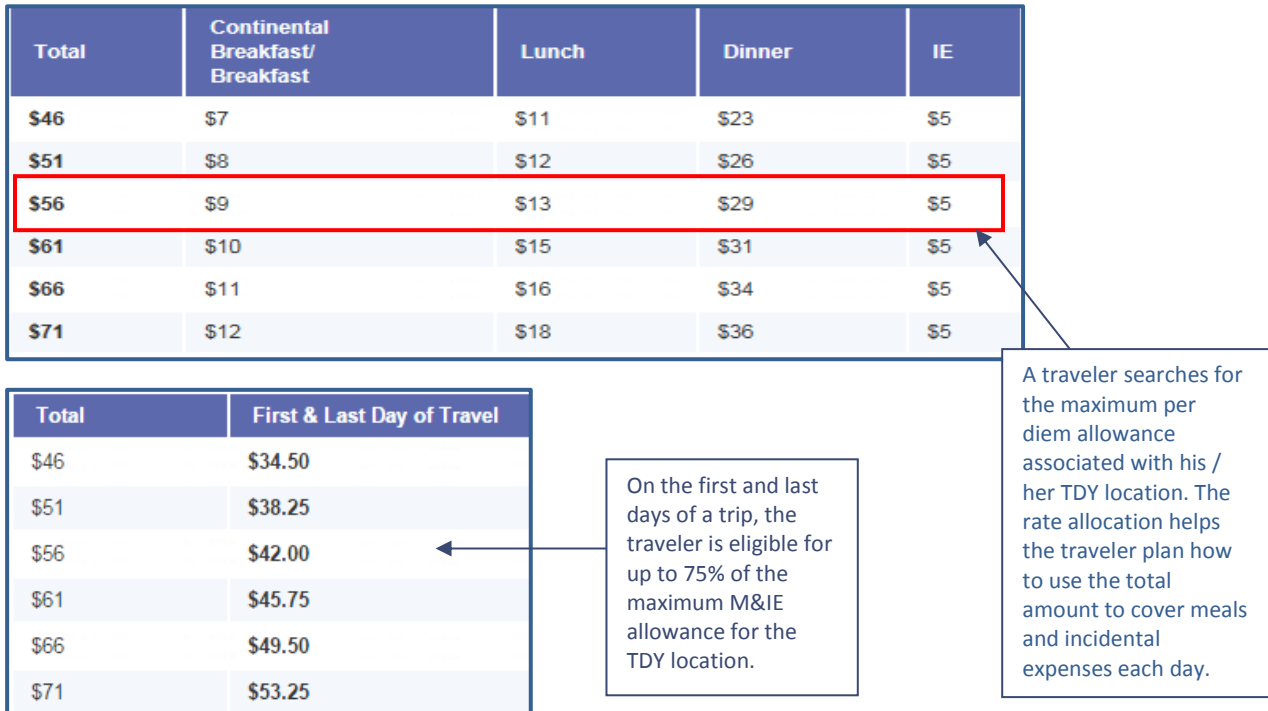 Total Continental Breakfast/ Breakfast Lunch Dinner IE
$46 $7 $11 $23 $5
$51 $8 $12 $26 $5
$56 $9 $13 $29 $5
$61 $10 $15 $31 $5
$66 $11 $16 $34 $5
$71 $12 $18 $36 $5
Total First & Last Day of Travel
$46 $34.50
$51 $38.25
$56 $42.00
$61 $45.75
$66 $49.50
$71 $53.25
On the first and last
days of a trip, the
traveler is eligible for
up to 75% of the
maximum M&IE
allowance for the
TDY location.
A traveler searches for
the maximum per
diem allowance
associated with his /
her TDY location. The
rate allocation helps
the traveler plan how
to use the total
amount to cover meals
and incidental
expenses each day.